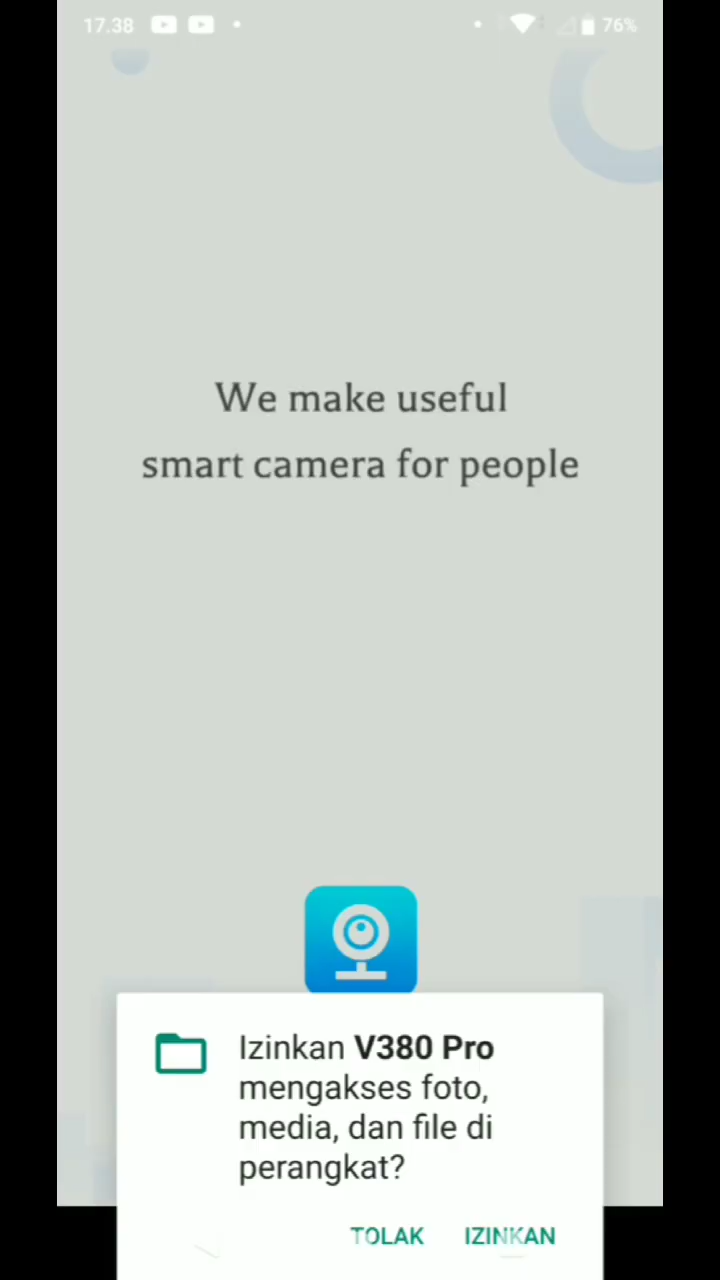 17.38
76%
We make useful
smart camera for people
Izinkan V380 Pro
mengakses foto,
media, dan file di
perangkat?
TOLAK IZINKAN